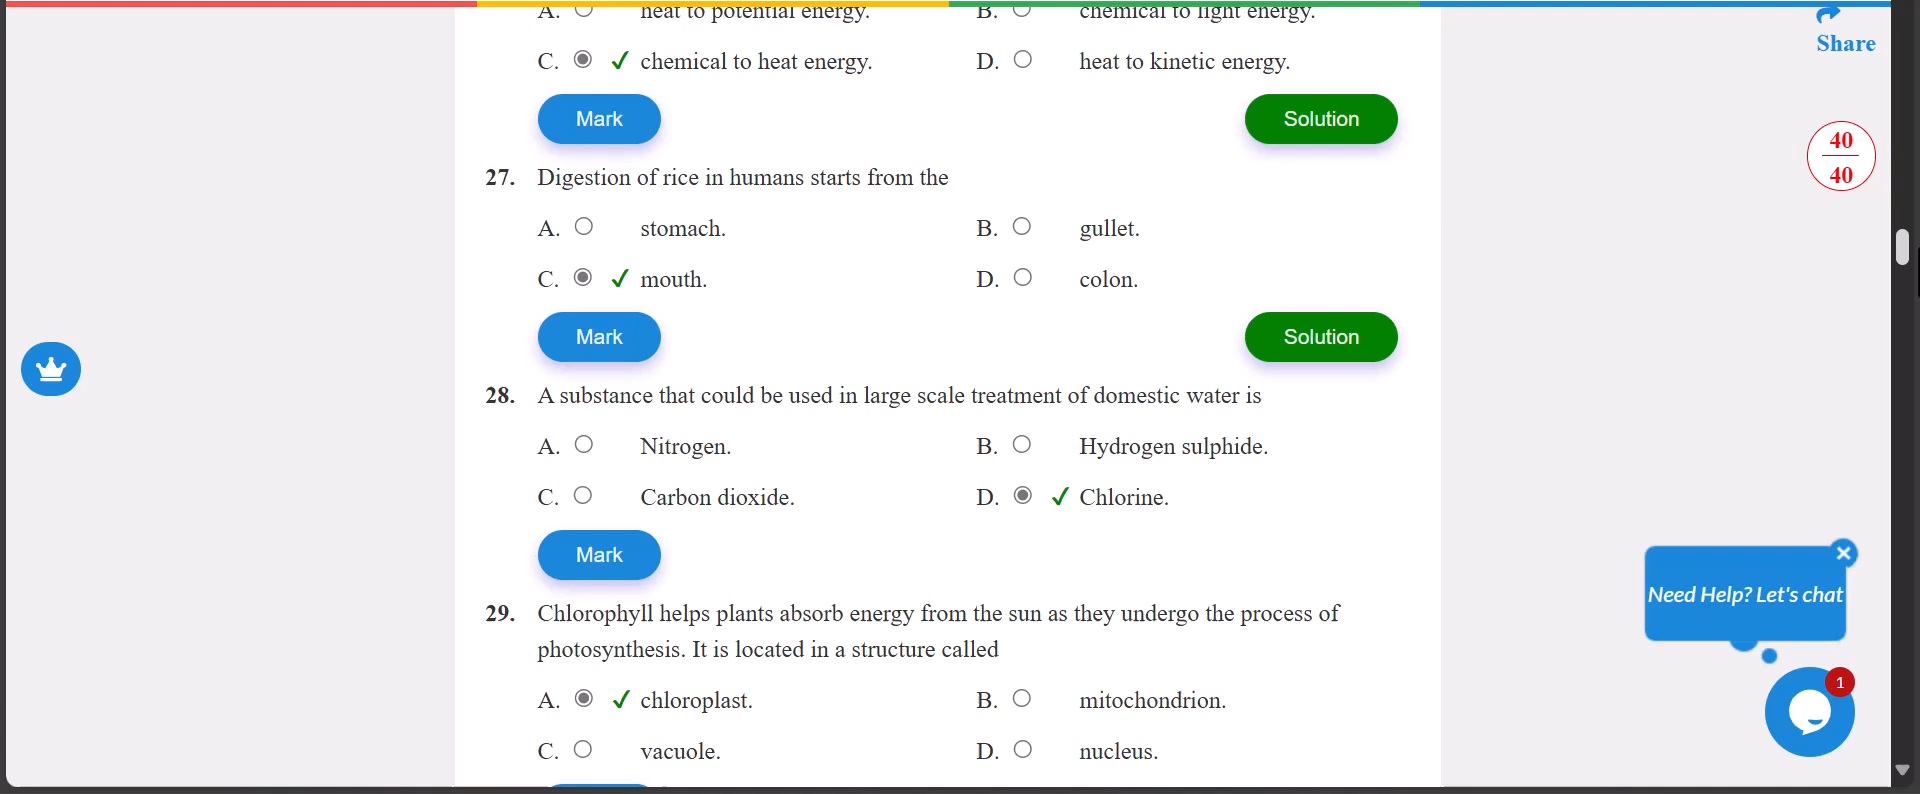 A. heat to potential energy. B. chemical to light energy.
Share
C. ✓ chemical to heat energy. D. heat to kinetic energy.
Mark Solution
40
40
27. Digestion of rice in humans starts from the
A. stomach. B. gullet.
C. ✓ mouth. D. colon.
Mark Solution
28. A substance that could be used in large scale treatment of domestic water is
A. Nitrogen. B. Hydrogen sulphide.
C. Carbon dioxide. D. ✓ Chlorine.
Mark
Need Help? Let's chat
29. Chlorophyll helps plants absorb energy from the sun as they undergo the process of
photosynthesis. It is located in a structure called
A. ✓ chloroplast. B. mitochondrion.
1
C. vacuole. D. nucleus.